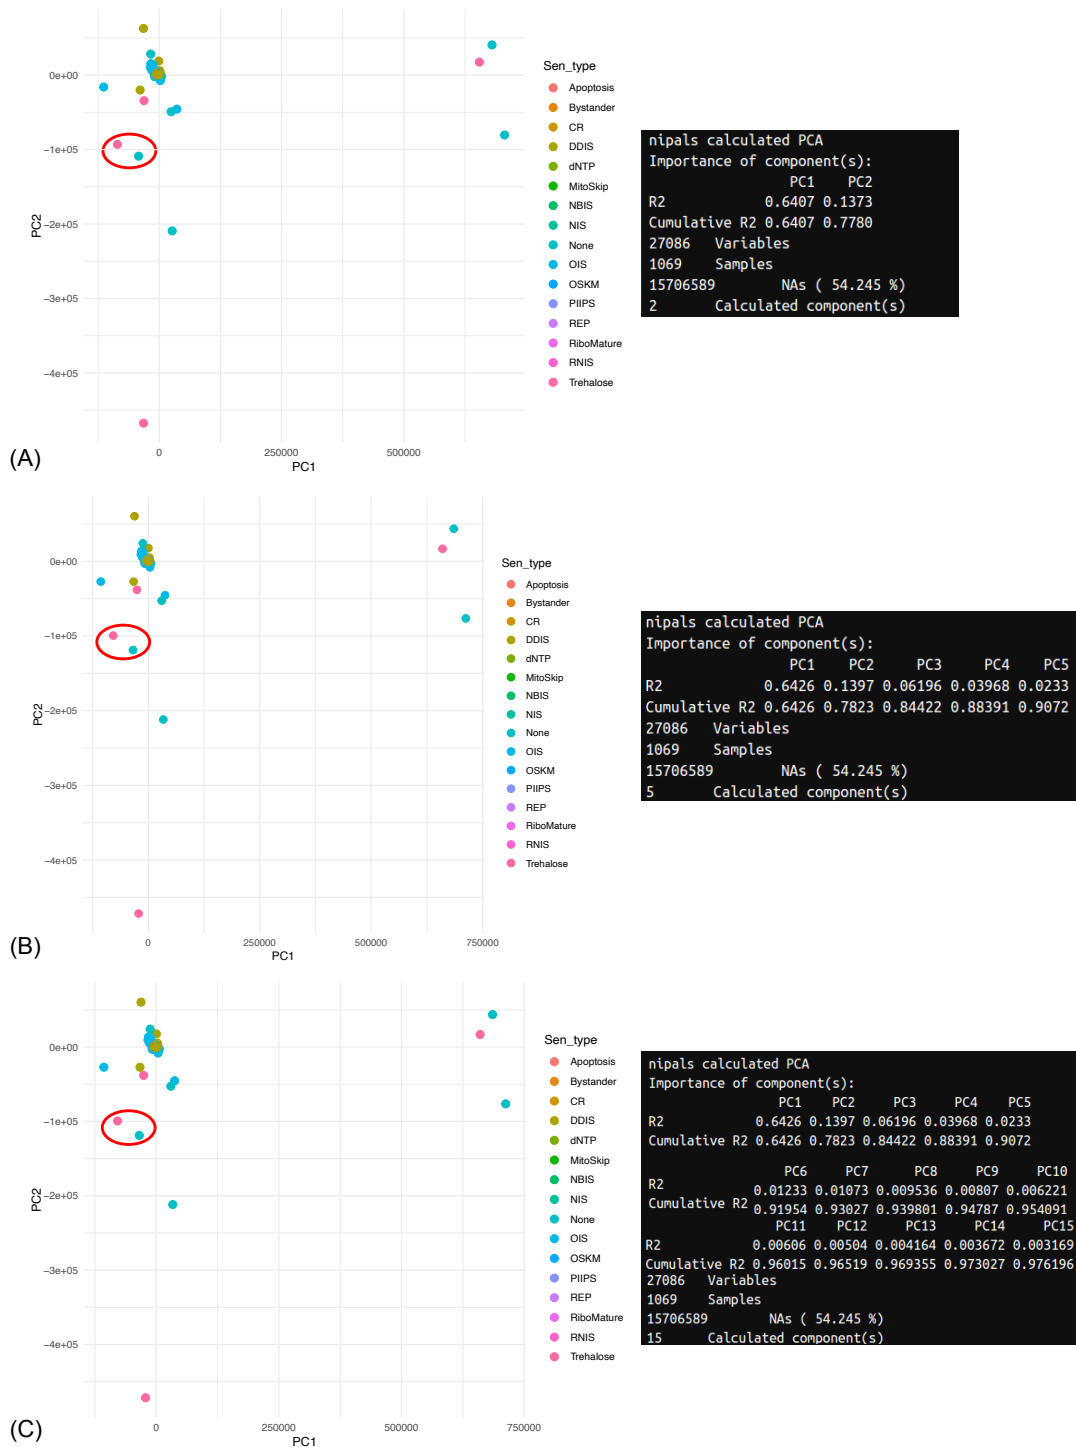 0e+00
−1e+05
−2e+05
−3e+05
−4e+05
PC2
0 250000 500000
PC1
(A)
Sen_type
Apoptosis
Bystander
CR
DDIS
dNTP
MitoSkip
NBIS
NIS
None
OIS
OSKM
PIIPS
REP
RiboMature
RNIS
Trehalose
nipals calculated PCA
Importance of component(s):
PC1 PC2
R2 0.6407 0.1373
Cumulative R2 0.6407 0.7780
27086 Variables
1069 Samples
15706589 NAs ( 54.245 %)
2 Calculated component(s)
0e+00
−1e+05
−2e+05
−3e+05
−4e+05
PC2
0 250000 500000 750000
PC1
(B)
Sen_type
Apoptosis
Bystander
CR
DDIS
dNTP
MitoSkip
NBIS
NIS
None
OIS
OSKM
PIIPS
REP
RiboMature
RNIS
Trehalose
nipals calculated PCA
Importance of component(s):
PC1 PC2 PC3 PC4 PC5
R2 0.6426 0.1397 0.06196 0.03968 0.0233
Cumulative R2 0.6426 0.7823 0.84422 0.88391 0.9072
27086 Variables
1069 Samples
15706589 NAs ( 54.245 %)
5 Calculated component(s)
0e+00
−1e+05
−2e+05
−3e+05
−4e+05
PC2
0 250000 500000 750000
PC1
(C)
Sen_type
Apoptosis
Bystander
CR
DDIS
dNTP
MitoSkip
NBIS
NIS
None
OIS
OSKM
PIIPS
REP
RiboMature
RNIS
Trehalose
nipals calculated PCA
Importance of component(s):
PC1 PC2 PC3 PC4 PC5
R2 0.6426 0.1397 0.06196 0.03968 0.0233
Cumulative R2 0.6426 0.7823 0.84422 0.88391 0.9072
PC6 PC7 PC8 PC9 PC10
R2 0.01233 0.01073 0.009536 0.00807 0.006221
Cumulative R2 0.91954 0.93027 0.939801 0.94787 0.954091
PC11 PC12 PC13 PC14 PC15
R2 0.00606 0.00504 0.004164 0.003672 0.003169
Cumulative R2 0.96015 0.96519 0.969355 0.973027 0.976196
27086 Variables
1069 Samples
15706589 NAs ( 54.245 %)
15 Calculated component(s)